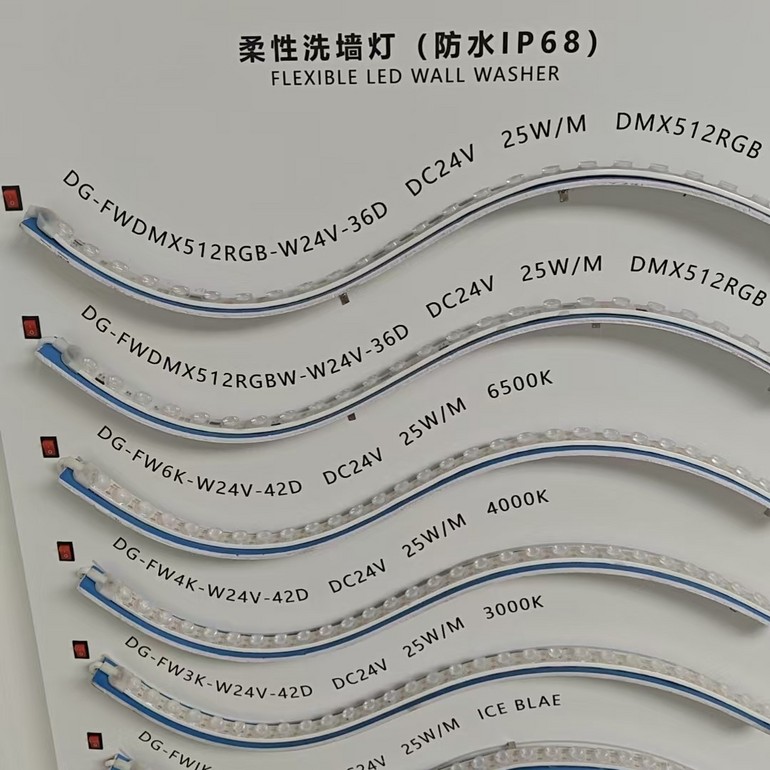 柔性洗墙灯（防水IP68）
FLEXIBLE LED WALL WASHER
DG-FWDMX512RGB-W24V-36D DC24V 25W/M DMX512RGB
DG-FWDMX512RGBW-W24V-36D DC24V 25W/M DMX512RGB
DG-FW6K-W24V-42D DC24V 25W/M 6500K
DG-FW4K-W24V-42D DC24V 25W/M 4000K
DG-FW3K-W24V-42D DC24V 25W/M 3000K
25W/M ICE BLAE